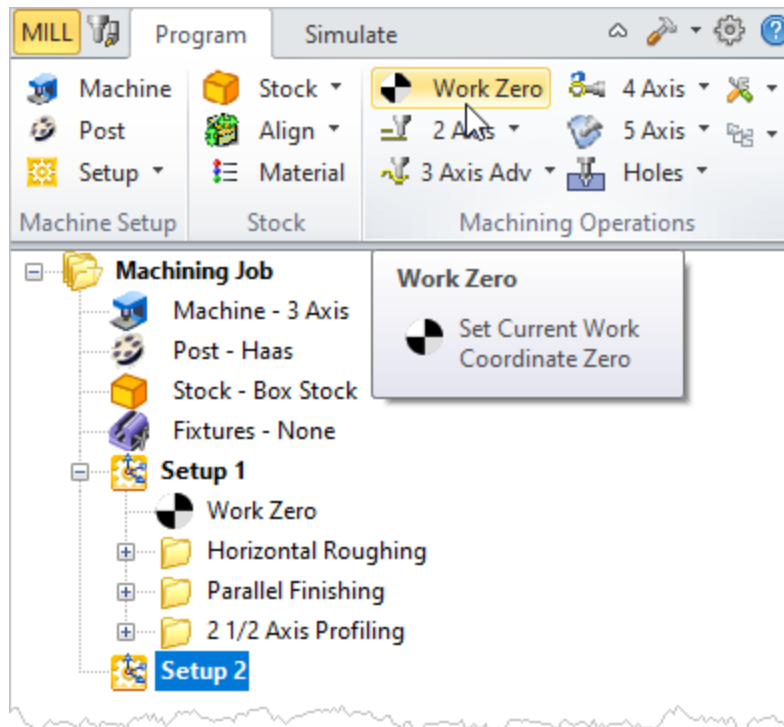 MILL Program Simulate
Machine Stock Work Zero 4 Axis
Post Align 2 Axis 5 Axis
Setup Material 3 Axis Adv Holes
Machine Setup Stock Machining Operations
Machining Job
Machine - 3 Axis
Post - Haas
Stock - Box Stock
Fixtures - None
Setup 1
Work Zero
Horizontal Roughing
Parallel Finishing
2 1/2 Axis Profiling
Setup 2
Work Zero
Set Current Work
Coordinate Zero